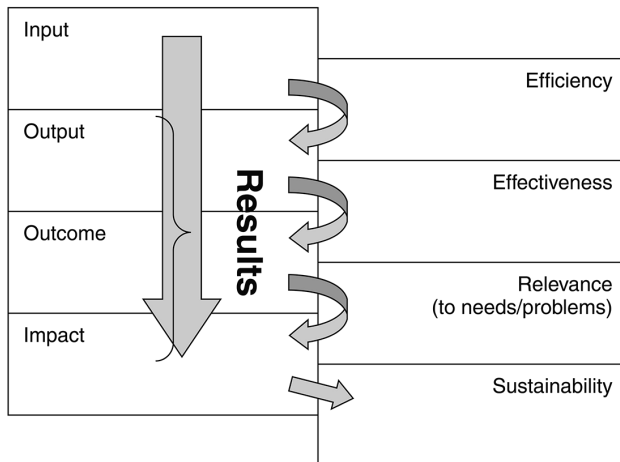 Input
Efficiency
Output
Results
Effectiveness
Outcome
Relevance
(to needs/problems)
Impact
Sustainability